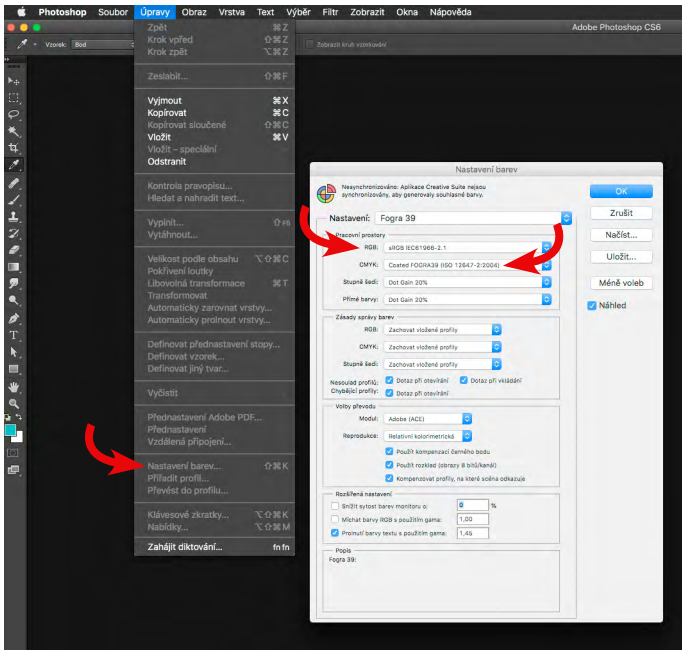 Photoshop Soubor Úpravy Obraz Vrstva Text Výběr Filtr Zobrazit Okna Nápověda
Adobe Photoshop CS6
Vzorek: Bod
Zobrazit kruh vzorkování
Zpět ⌘Z
Krok vpřed ⇧⌘Z
Krok zpět ⌥⌘Z
Zeslabit... ⇧⌘F
Vyjmout ⌘X
Kopírovat ⌘C
Kopírovat sloučené ⇧⌘C
Vložit ⌘V
Vložit – speciální
Odstranit
Kontrola pravopisu...
Hledat a nahradit text...
Vyplnit... ⇧F5
Vytáhnout...
Velikost podle obsahu ⌥⇧⌘C
Pokřivení loutky
Libovolná transformace ⌘T
Transformovat
Automaticky zarovnat vrstvy...
Automaticky prolnout vrstvy...
Definovat přednastavení stopy...
Definovat vzorek...
Definovat jiný tvar...
Vyčistit
Přednastavení Adobe PDF...
Přednastavení
Vzdálená připojení...
Nastavení barev... ⇧⌘K
Přiřadit profil...
Převést do profilu...
Klávesové zkratky... ⌥⇧⌘K
Nabídky... ⌥⇧⌘M
Zahájit diktování... fn fn
Nastavení barev
Nesynchronizováno: Aplikace Creative Suite nejsou
synchronizovány, aby generovaly souhlasné barvy.
Nastavení: Fogra 39
Pracovní prostory
RGB: sRGB IEC61966-2.1
CMYK: Coated FOGRA39 (ISO 12647-2:2004)
Stupně šedi: Dot Gain 20%
Přímé barvy: Dot Gain 20%
Zásady správy barev
RGB: Zachovat vložené profily
CMYK: Zachovat vložené profily
Stupně šedi: Zachovat vložené profily
Nesoulad profilů: Dotaz při otevírání Dotaz při vkládání
Chybějící profily: Dotaz při otevírání
Volby převodu
Modul: Adobe (ACE)
Reprodukce: Relativní kolorimetrická
Použít kompenzaci černého bodu
Použít rozklad (obrazy 8 bitů/kanál)
Kompenzovat profily, na které scéna odkazuje
Rozšířená nastavení
Snížit sytost barev monitoru o: 0 %
Míchat barvy RGB s použitím gama: 1,00
Prolnutí barvy textu s použitím gama: 1,45
Popis
Fogra 39:
OK
Zrušit
Načíst...
Uložit...
Méně voleb
Náhled